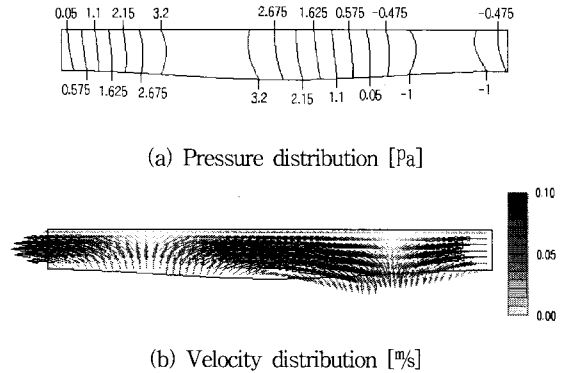 0.05 1.1 2.15 3.2 2.675 1.625 0.575 -0.475 -0.475
0.575 1.625 2.675 3.2 2.15 1.1 0.05 -1 -1
(a) Pressure distribution [Pa]
0.10
0.05
0.00
(b) Velocity distribution [m/s]